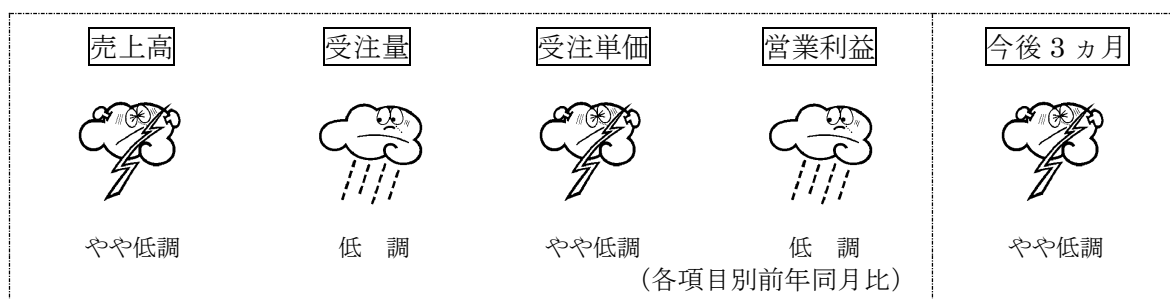 売上高 受注量 受注単価 営業利益 今後3ヵ月
やや低調 低 調 やや低調 低 調 やや低調
(各項目別前年同月比)